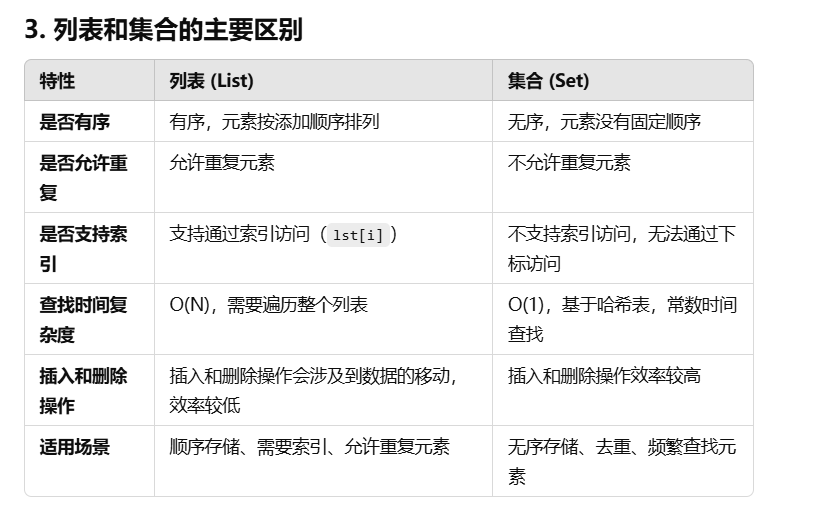 3. 列表和集合的主要区别
特性 列表 (List) 集合 (Set)
是否有序 有序，元素按添加顺序排列 无序，元素没有固定顺序
是否允许重
复
允许重复元素 不允许重复元素
是否支持索
引
支持通过索引访问（lst[i]）
不支持索引访问，无法通过下
标访问
查找时间复
杂度
O(N)，需要遍历整个列表
O(1)，基于哈希表，常数时间
查找
插入和删除
操作
插入和删除操作会涉及到数据的移动，
效率较低
插入和删除操作效率较高
适用场景 顺序存储、需要索引、允许重复元素
无序存储、去重、频繁查找元
素